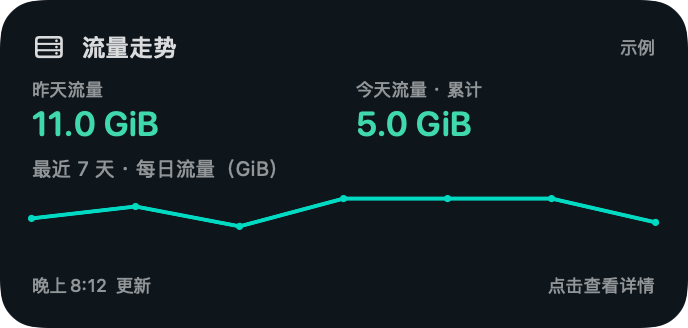 流量走势
示例
昨天流量
今天流量 · 累计
11.0 GiB
5.0 GiB
最近 7 天 · 每日流量（GiB）
晚上 8:12 更新
点击查看详情